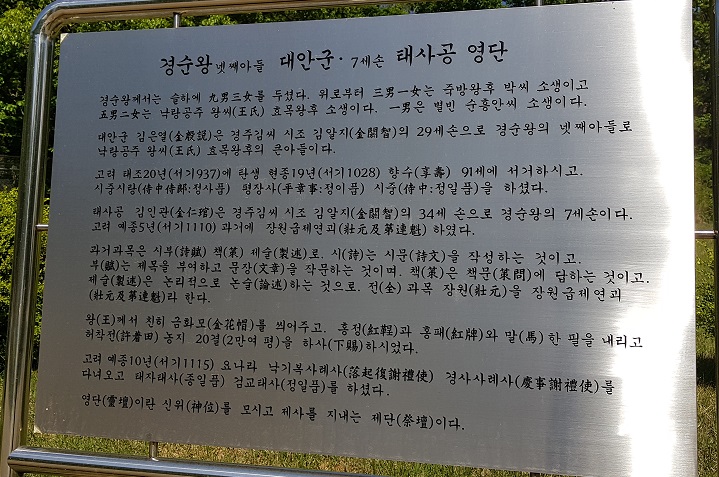 경순왕 넷째아들 대안군· 7세손 태사공 영단
경순왕께서는 슬하에 九男三女를 두셨다. 위로부터 三男一女는 죽방왕후 박씨 소생이고
五男二女는 낙랑공주 왕씨(王氏) 효목왕후 소생이다. 一男은 별빈 순흥안씨 소생이다.
대안군 김은열(金殷說)은 경주김씨 시조 김알지(金閼智)의 29세손으로 경순왕의 넷째아들로
낙랑공주 왕씨(王氏) 효목왕후의 큰아들이다.
고려 태조20년(서기937)에 탄생 현종19년(서기1028) 향수(享壽) 91세에 서거하시고.
시중시랑(侍中侍郞:정사품) 평장사(平章事:정이품) 시중(侍中:정일품)을 하셨다.
태사공 김인관(金仁琯)은 경주김씨 시조 김알지(金閼智)의 34세 손으로 경순왕의 7세손이다.
고려 예종5년(서기1110) 과거에 장원급제연괴(壯元及第連魁) 하였다.
과거과목은 시부(詩賦) 책(策) 제술(製述)로. 시(詩)는 시문(詩文)을 작성하는 것이고.
부(賦)는 제목을 부여하고 문장(文章)을 작문하는 것이며. 책(策)은 책문(策問)에 답하는 것이고.
제술(製述)은 논리적으로 논술(論述)하는 것으로. 전(全) 과목 장원(壯元)을 장원급제연괴
(壯元及第連魁)라 한다.
왕(王)께서 친히 금화모(金花帽)를 씌어주고. 홍정(紅鞓)과 홍패(紅牌)와 말(馬)한 필을 내리고
허착전(許着田) 농지 20결(2만여 평)을 하사(下賜)하시었다.
고려 예종10년(서기1115) 요나라 낙기복사례사(落起復謝禮使) 경사사례사(慶事謝禮使)를
다녀오고 태자태사(종일품) 검교태사(정일품)를 하셨다.
영단(靈壇)이란 신위(神位)를 모시고 제사를 지내는 제단(祭壇)이다.